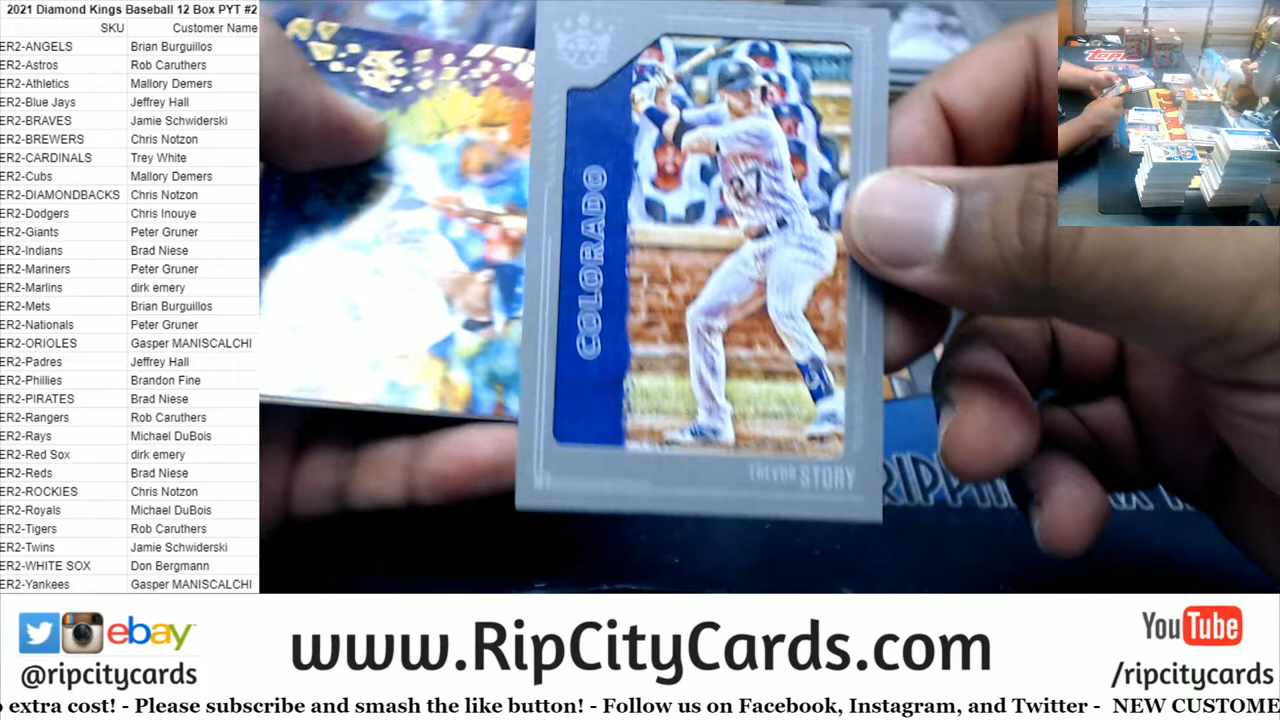 2021 Diamond Kings Baseball 12 Box PYT #2
SKU Customer Name
ER2-ANGELS Brian Burguillos
ER2-Astros Rob Caruthers
ER2-Athletics Mallory Demers
ER2-Blue Jays Jeffrey Hall
ER2-BRAVES Jamie Schwiderski
ER2-BREWERS Chris Notzon
ER2-CARDINALS Trey White
ER2-Cubs Mallory Demers
ER2-DIAMONDBACKS Chris Notzon
ER2-Dodgers Chris Inouye
ER2-Giants Peter Gruner
ER2-Indians Brad Niese
ER2-Mariners Peter Gruner
ER2-Marlins dirk emery
ER2-Mets Brian Burguillos
ER2-Nationals Peter Gruner
ER2-ORIOLES Gasper MANISCALCHI
ER2-Padres Jeffrey Hall
ER2-Phillies Brandon Fine
ER2-PIRATES Brad Niese
ER2-Rangers Rob Caruthers
ER2-Rays Michael DuBois
ER2-Red Sox dirk emery
ER2-Reds Brad Niese
ER2-ROCKIES Chris Notzon
ER2-Royals Michael DuBois
ER2-Tigers Rob Caruthers
ER2-Twins Jamie Schwiderski
ER2-WHITE SOX Don Bergmann
ER2-Yankees Gasper MANISCALCHI
COLORADO
27
TREVOR STORY
RIPPIN
topps
ebay
@ripcitycards
www.RipCityCards.com
YouTube
/ripcitycards
o extra cost! - Please subscribe and smash the like button! - Follow us on Facebook, Instagram, and Twitter - NEW CUSTOME